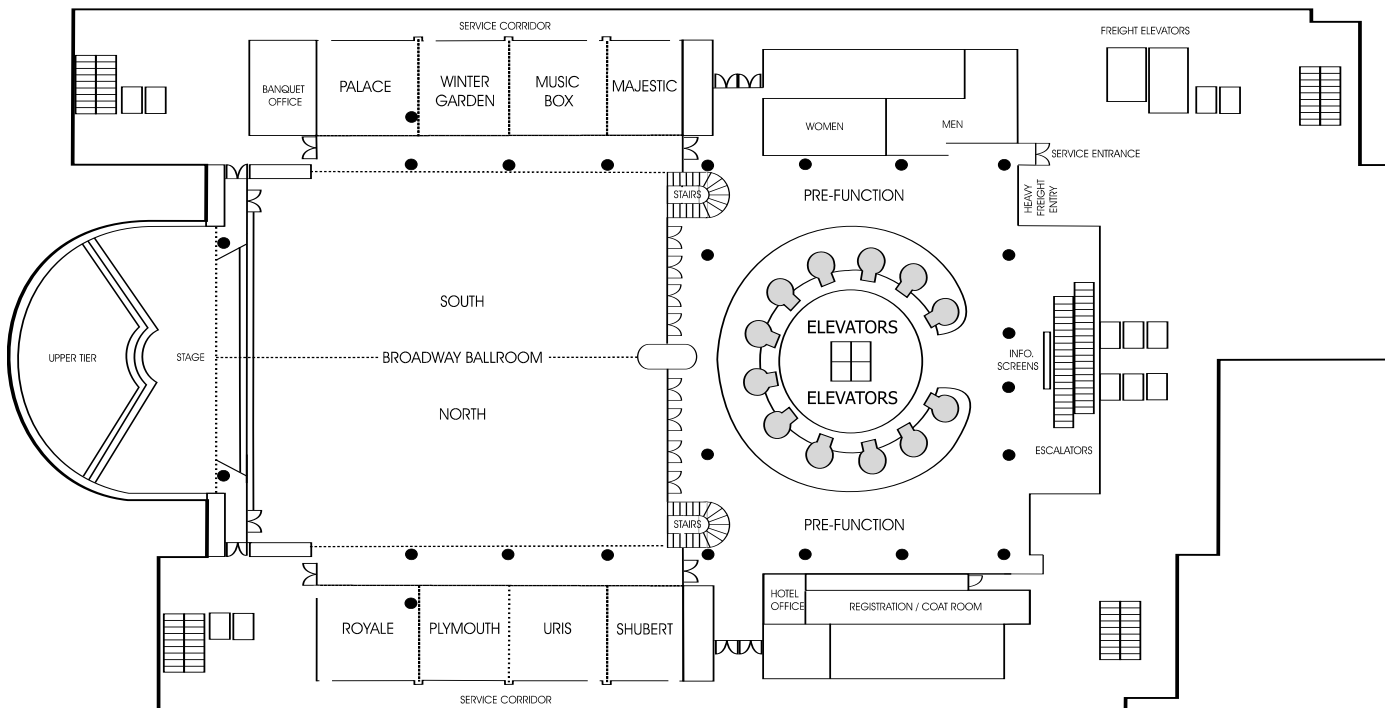 SERVICE CORRIDOR
FREIGHT ELEVATORS
BANQUET
OFFICE
PALACE
WINTER
GARDEN
MUSIC
BOX
MAJESTIC
WOMEN
MEN
SERVICE ENTRANCE
STAIRS
PRE-FUNCTION
HEAVY
FREIGHT
ENTRY
SOUTH
ELEVATORS
UPPER TIER
STAGE
BROADWAY BALLROOM
INFO.
SCREENS
ELEVATORS
NORTH
ESCALATORS
STAIRS
PRE-FUNCTION
HOTEL
OFFICE
REGISTRATION / COAT ROOM
ROYALE
PLYMOUTH
URIS
SHUBERT
SERVICE CORRIDOR